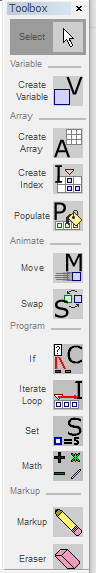 Toolbox
Select
Variable
Create
Variable
V
Array
Create
Array
A
Create
Index
I
Populate
P
Animate
Move
M
Swap
S
Program
If
?
C
Iterate
Loop
I
Set
S
=5
Math
Markup
Markup
Eraser